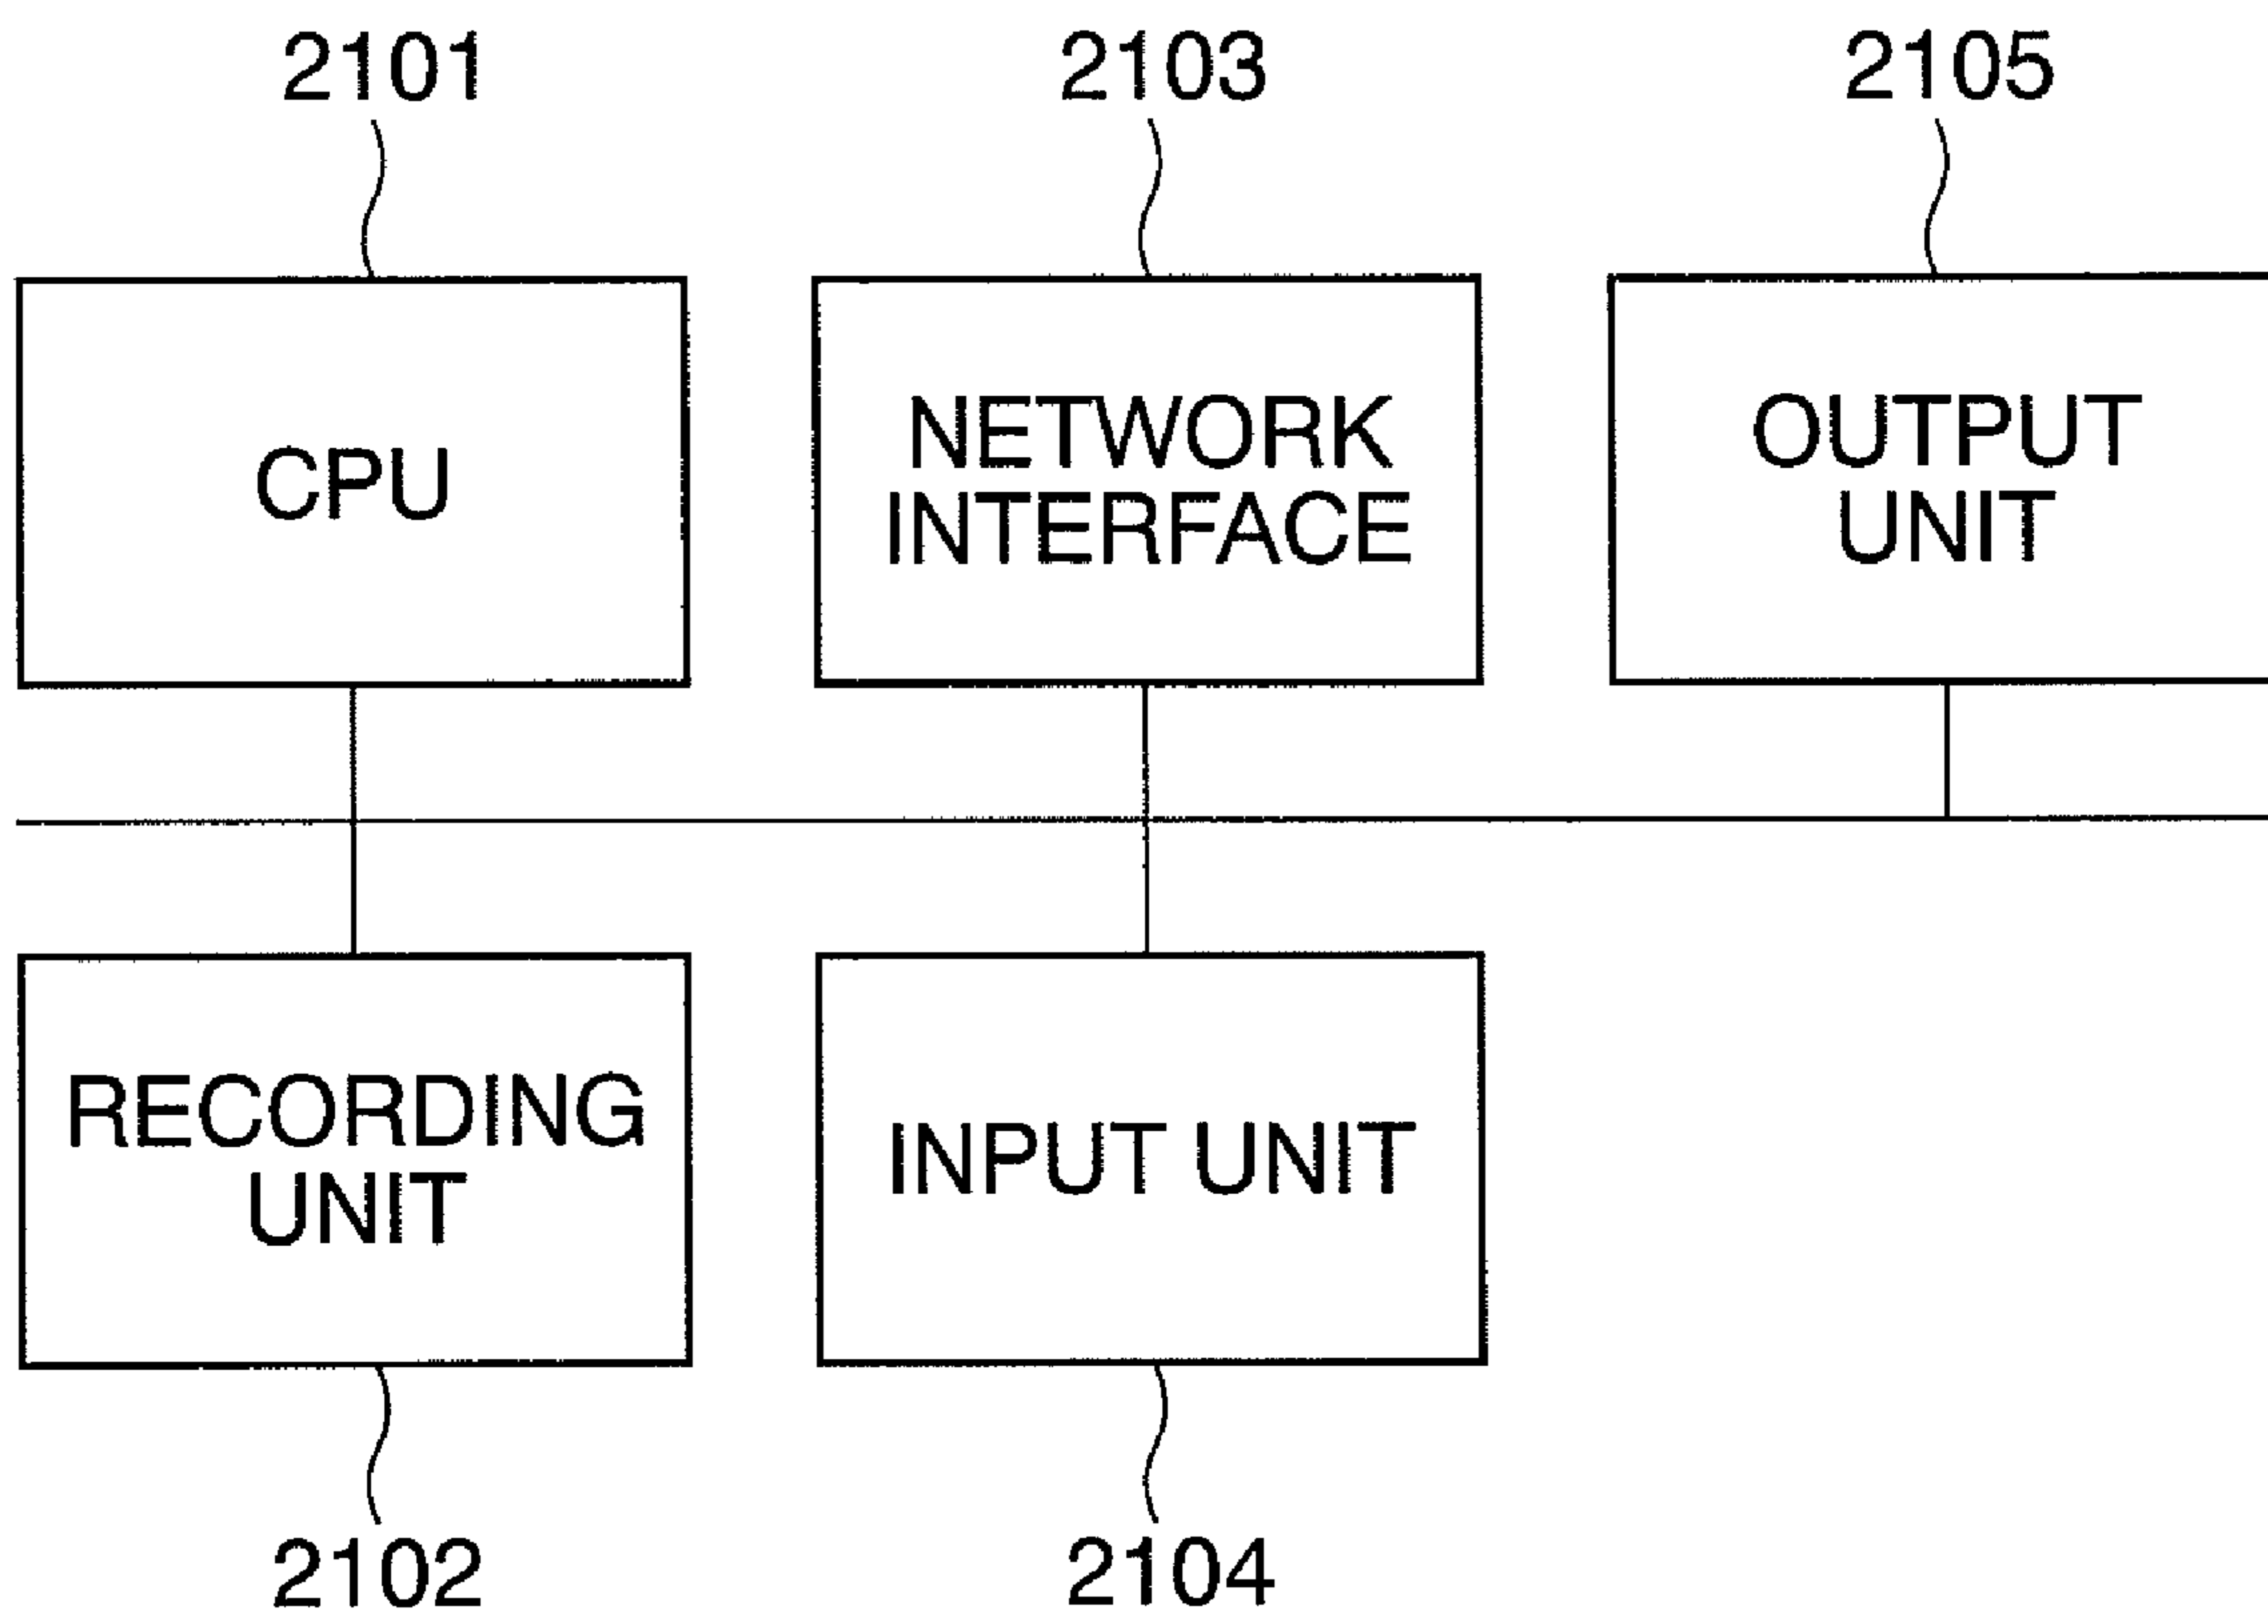 2101
2103
2105
CPU
NETWORK
INTERFACE
OUTPUT
UNIT
RECORDING
UNIT
INPUT UNIT
2102
2104